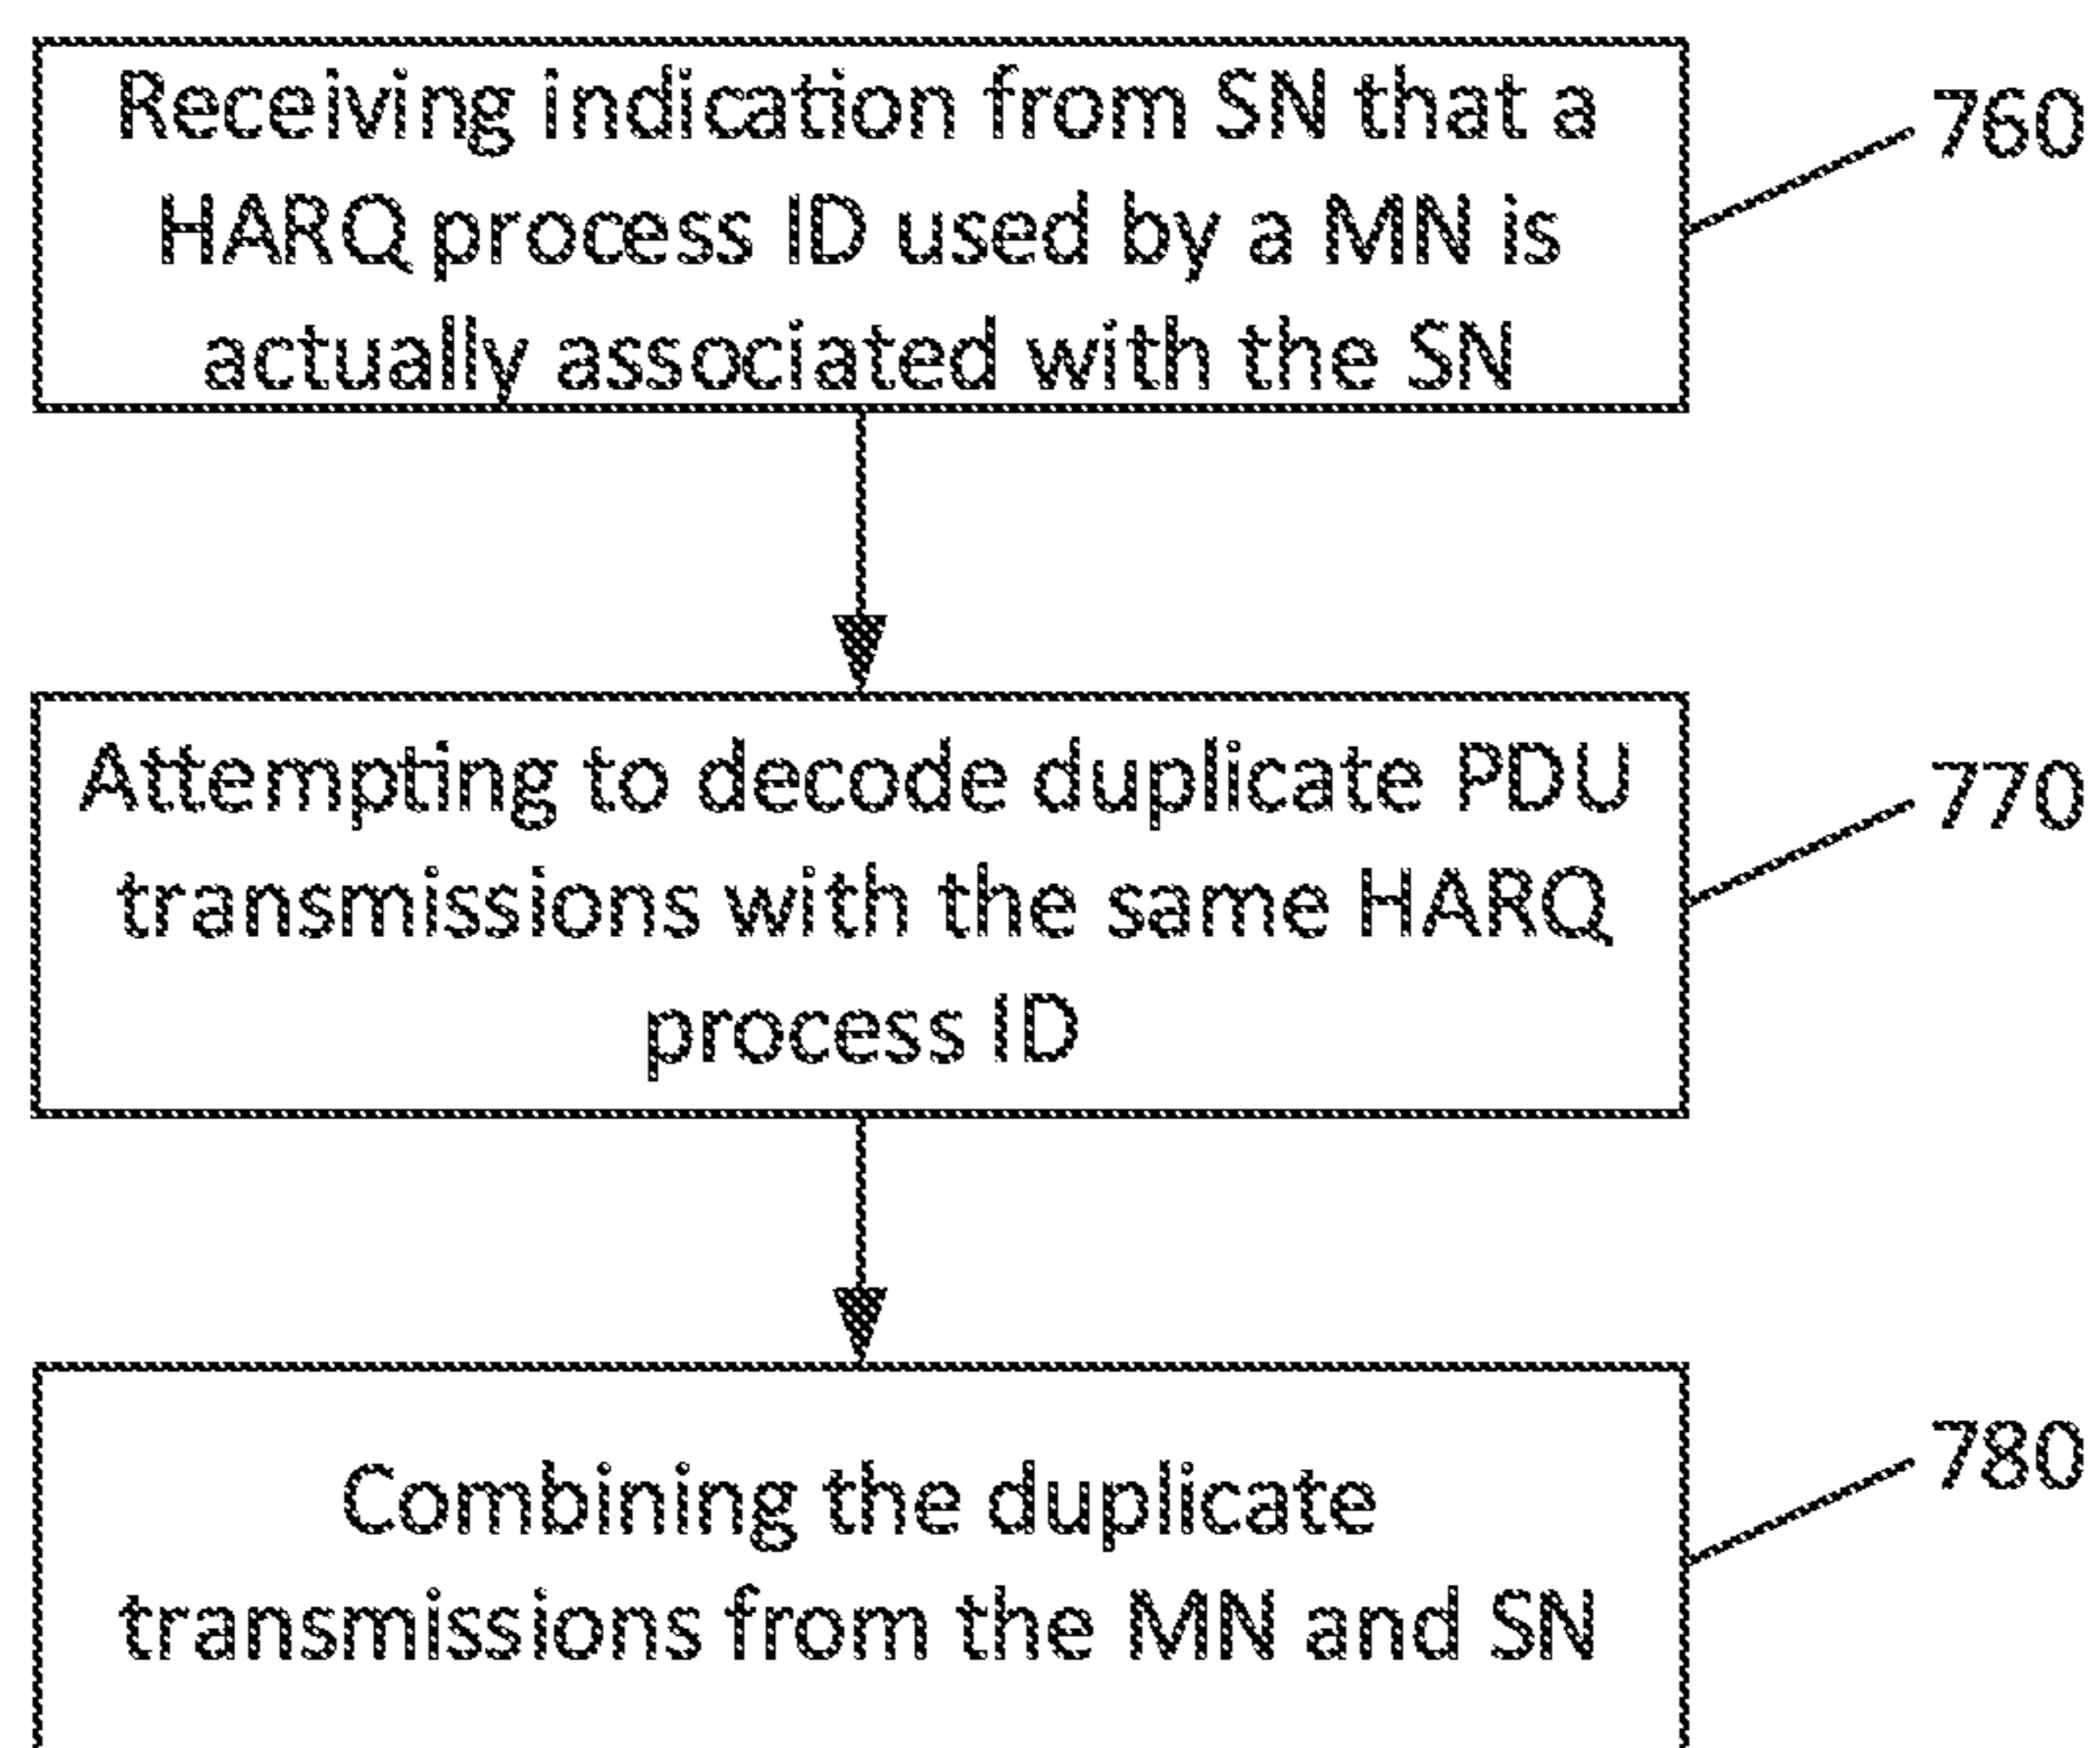 Receiving indication from SN that a
HARQ process ID used by a MN is
actually associated with the SN
760
Attempting to decode duplicate PDU
transmissions with the same HARQ
process ID
770
Combining the duplicate
transmissions from the MN and SN
780